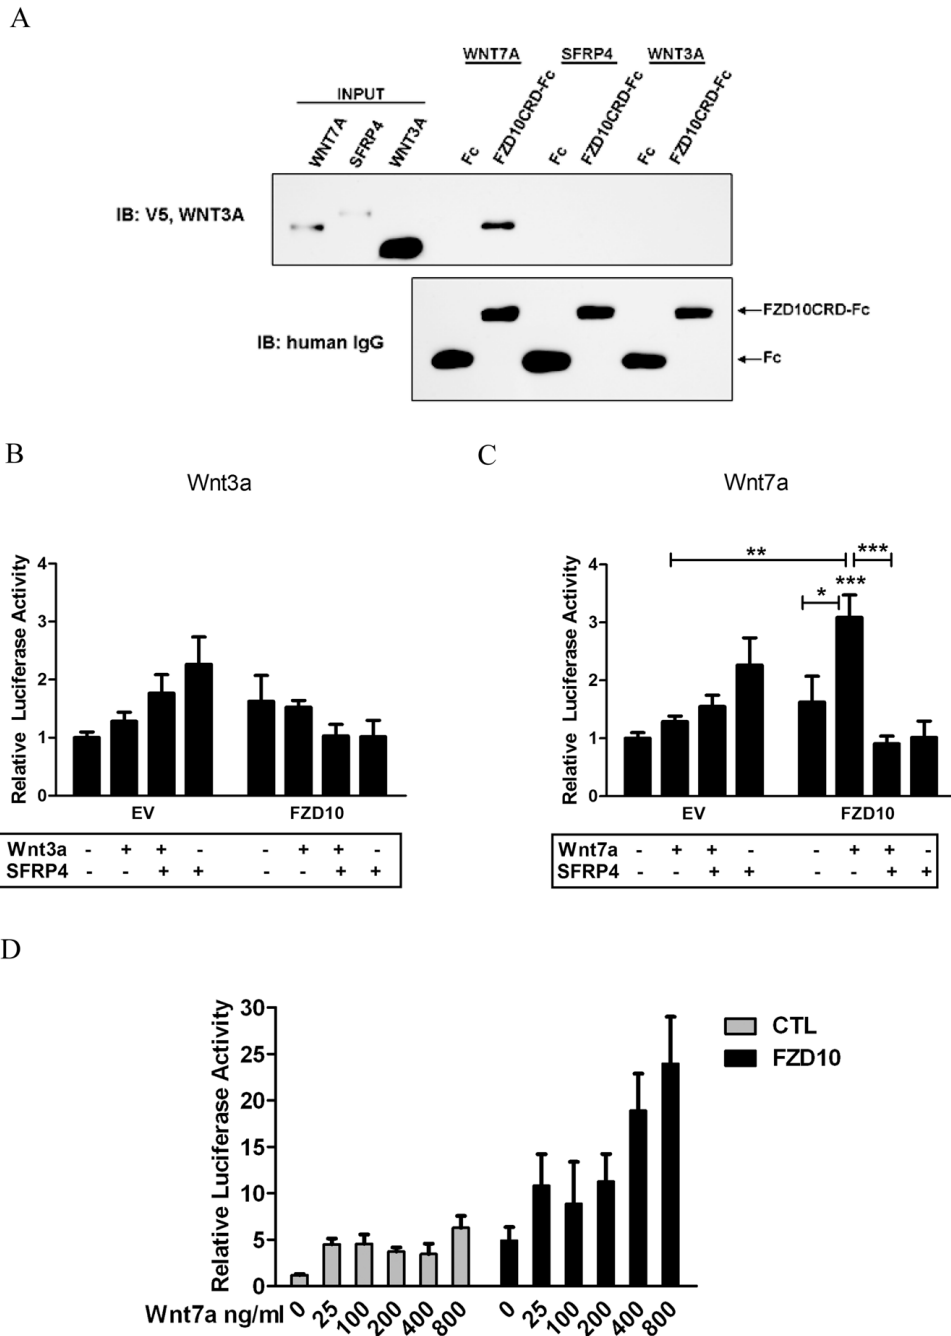 A
WNT7A SFRP4 WNT3A
INPUT
WNT7A SFRP4 WNT3A Fc FZD10CRD-Fc Fc FZD10CRD-Fc Fc FZD10CRD-Fc
IB: V5, WNT3A
FZD10CRD-Fc
IB: human IgG
Fc
B
Wnt3a
Relative Luciferase Activity
4
3
2
1
0
EV FZD10
Wnt3a - + + - - + + -
SFRP4 - - + + - - + +
C
Wnt7a
Relative Luciferase Activity
4
3
2
1
0
** ***
* ***
EV FZD10
Wnt7a - + + - - + + -
SFRP4 - - + + - - + +
D
Relative Luciferase Activity
30
25
20
15
10
5
0
CTL
FZD10
Wnt7a ng/ml 0 25 100 200 400 800 0 25 100 200 400 800